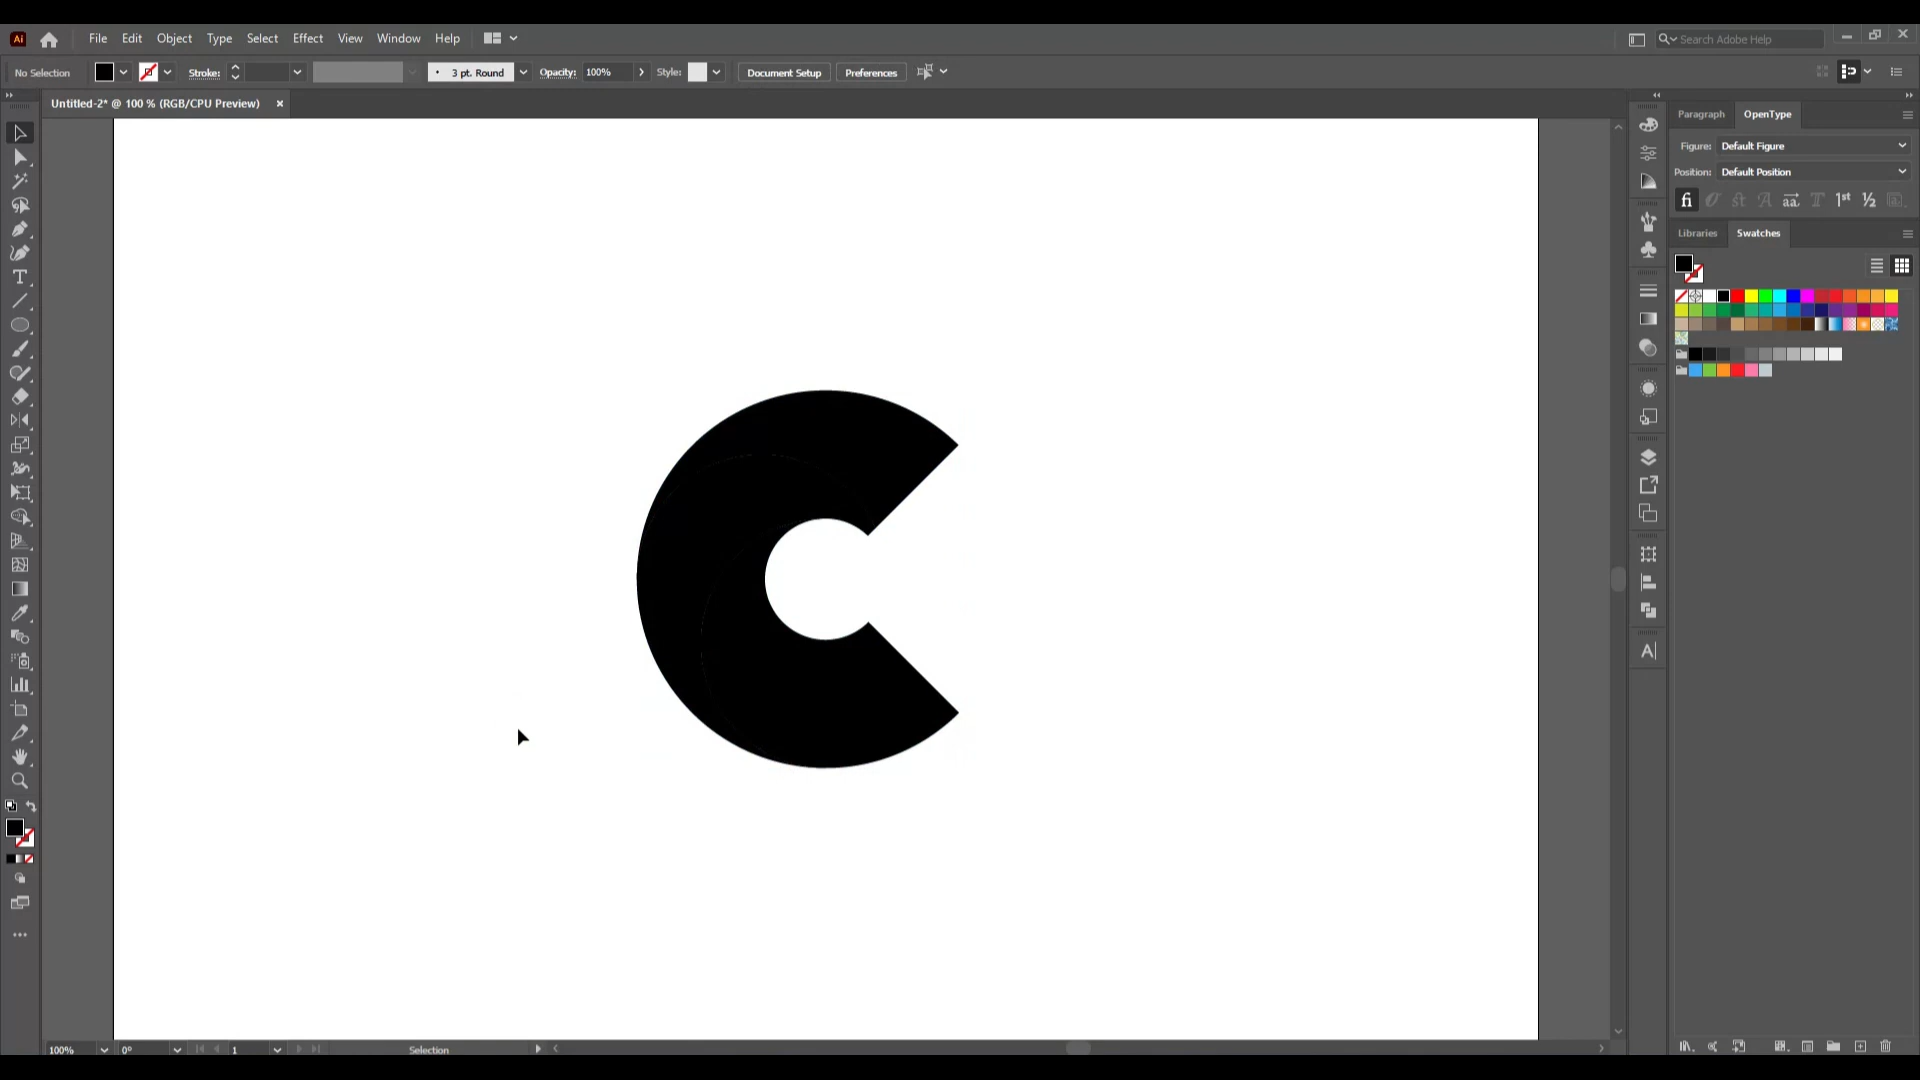 Ai File Edit Object Type Select Effect View Window Help Search Adobe Help
No Selection Stroke: 3 pt. Round Opacity: 100% Style: Document Setup Preferences
Untitled-2* @ 100 % (RGB/CPU Preview)
Paragraph OpenType
Figure: Default Figure
Position: Default Position
Libraries Swatches
100% 0° 1 Selection